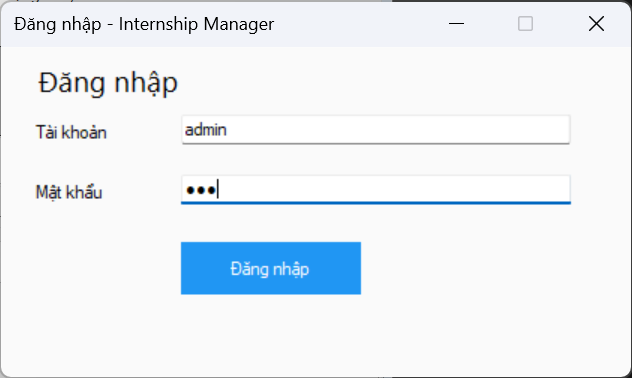 Đăng nhập - Internship Manager
Đăng nhập
Tài khoản
admin
Mật khẩu
●●●
Đăng nhập